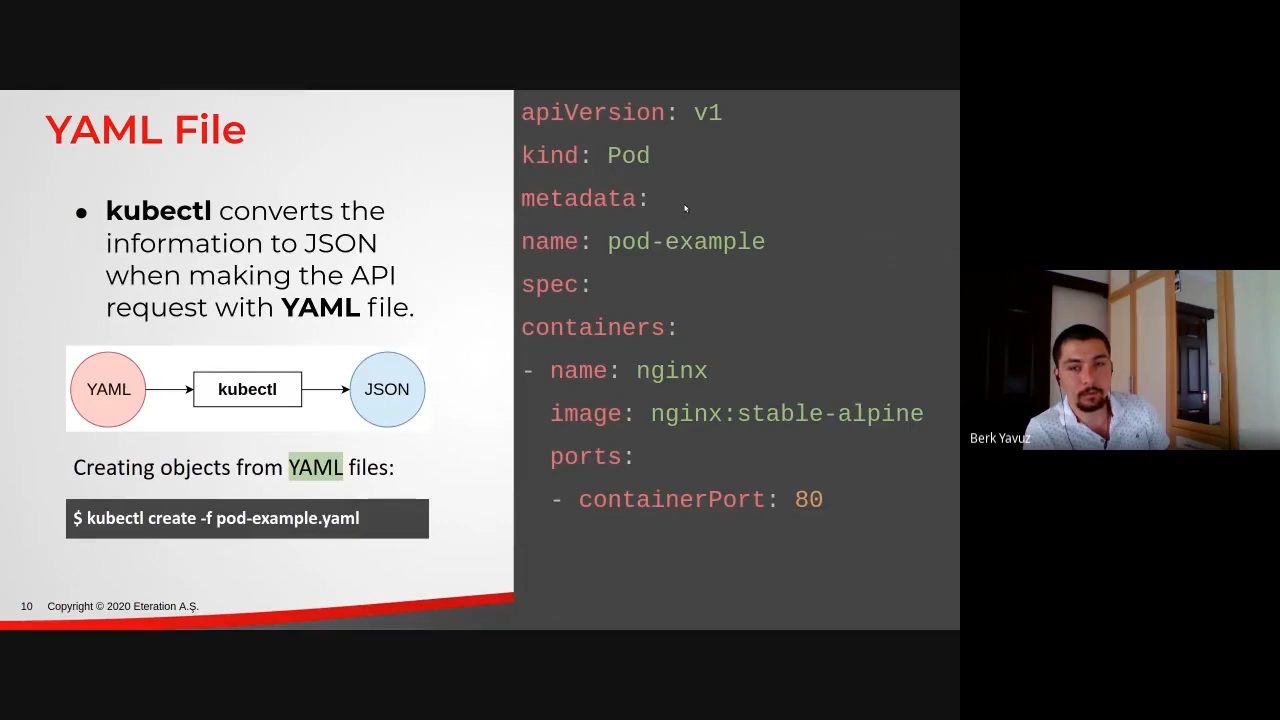 YAML File
● kubectl converts the
information to JSON
when making the API
request with YAML file.
YAML kubectl JSON
Creating objects from YAML files:
$ kubectl create -f pod-example.yaml
10 Copyright © 2020 Eteration A.Ş.
apiVersion: v1
kind: Pod
metadata:
name: pod-example
spec:
containers:
- name: nginx
  image: nginx:stable-alpine
  ports:
  - containerPort: 80
Berk Yavuz